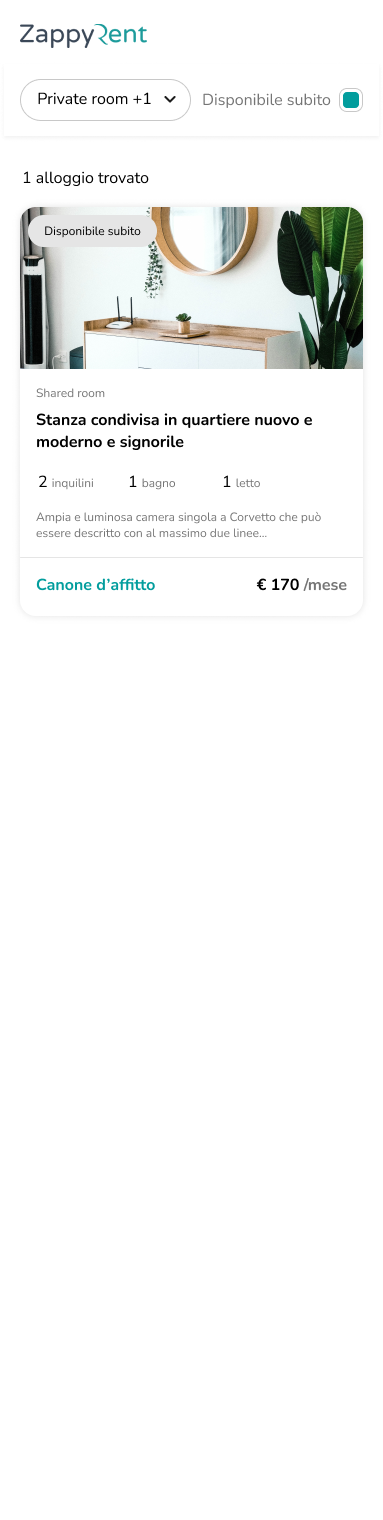 ZappyRent
Private room +1
Disponibile subito
1 alloggio trovato
Disponibile subito
Shared room
Stanza condivisa in quartiere nuovo e
moderno e signorile
2 inquilini 1 bagno 1 letto
Ampia e luminosa camera singola a Corvetto che può
essere descritto con al massimo due linee...
Canone d’affitto € 170 /mese